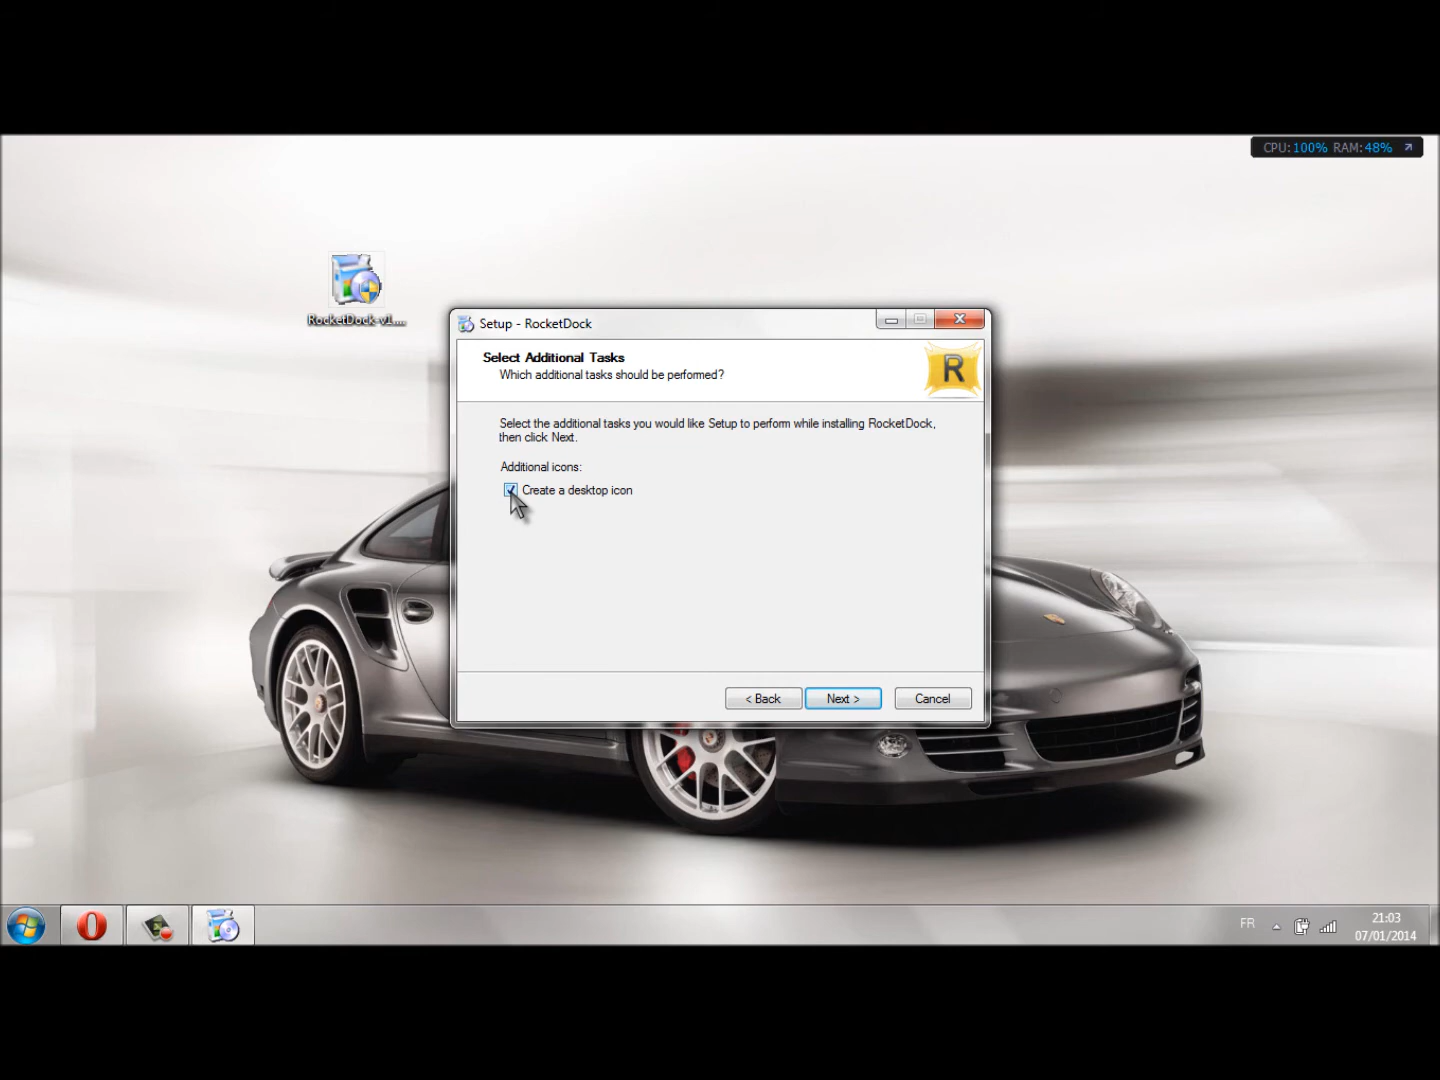 CPU:100% RAM:48%
RocketDock-v1....
Setup - RocketDock
Select Additional Tasks
Which additional tasks should be performed?
R
Select the additional tasks you would like Setup to perform while installing RocketDock,
then click Next.
Additional icons:
Create a desktop icon
< Back
Next >
Cancel
FR
21:03
07/01/2014